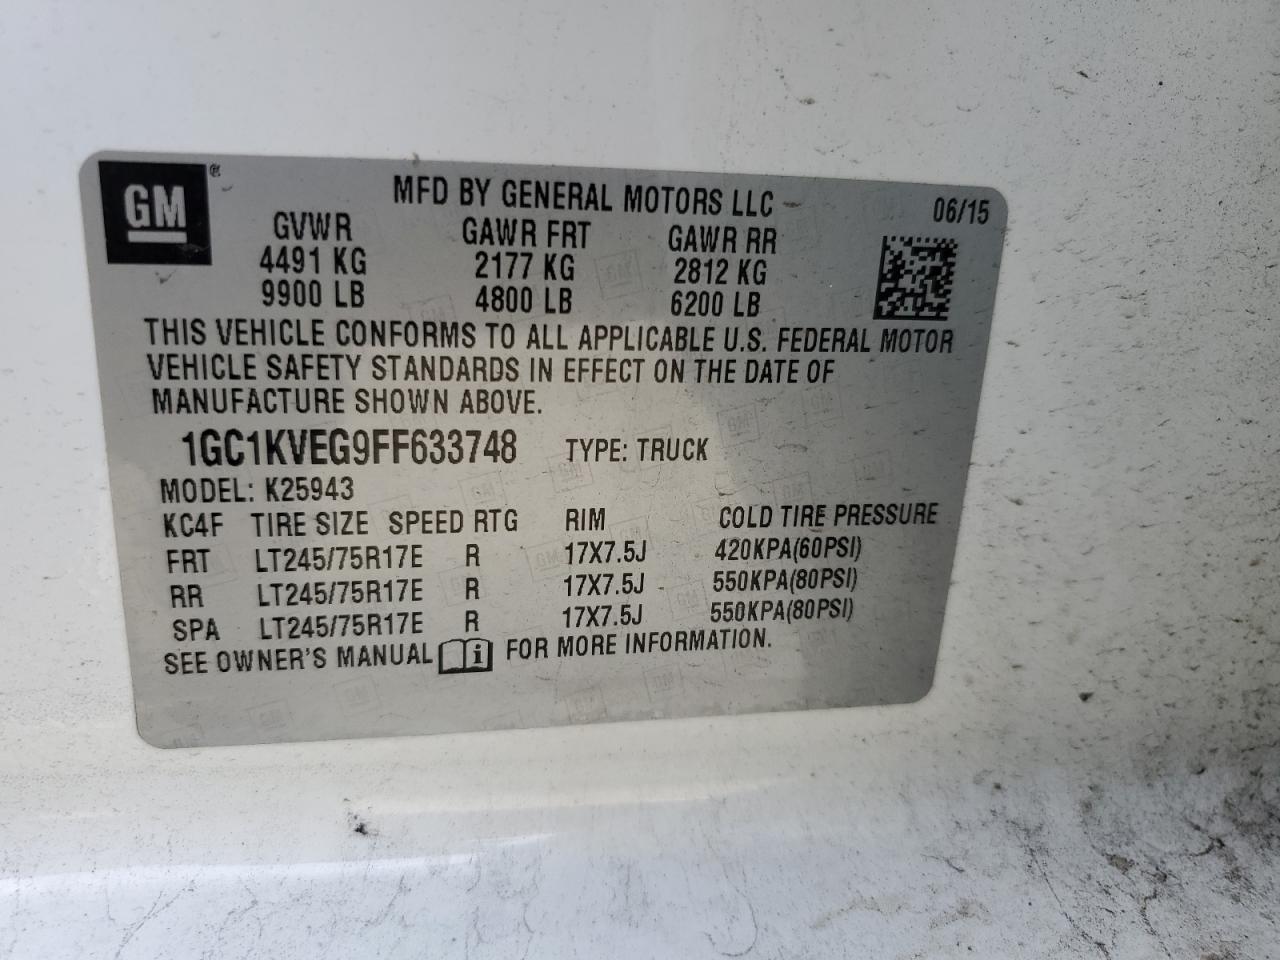 GM ®
MFD BY GENERAL MOTORS LLC 06/15
GVWR GAWR FRT GAWR RR
4491 KG 2177 KG 2812 KG
9900 LB 4800 LB 6200 LB
THIS VEHICLE CONFORMS TO ALL APPLICABLE U.S. FEDERAL MOTOR
VEHICLE SAFETY STANDARDS IN EFFECT ON THE DATE OF
MANUFACTURE SHOWN ABOVE.
1GC1KVEG9FF633748 TYPE: TRUCK
MODEL: K25943
KC4F TIRE SIZE SPEED RTG RIM COLD TIRE PRESSURE
FRT LT245/75R17E R 17X7.5J 420KPA(60PSI)
RR LT245/75R17E R 17X7.5J 550KPA(80PSI)
SPA LT245/75R17E R 17X7.5J 550KPA(80PSI)
SEE OWNER'S MANUAL i FOR MORE INFORMATION.